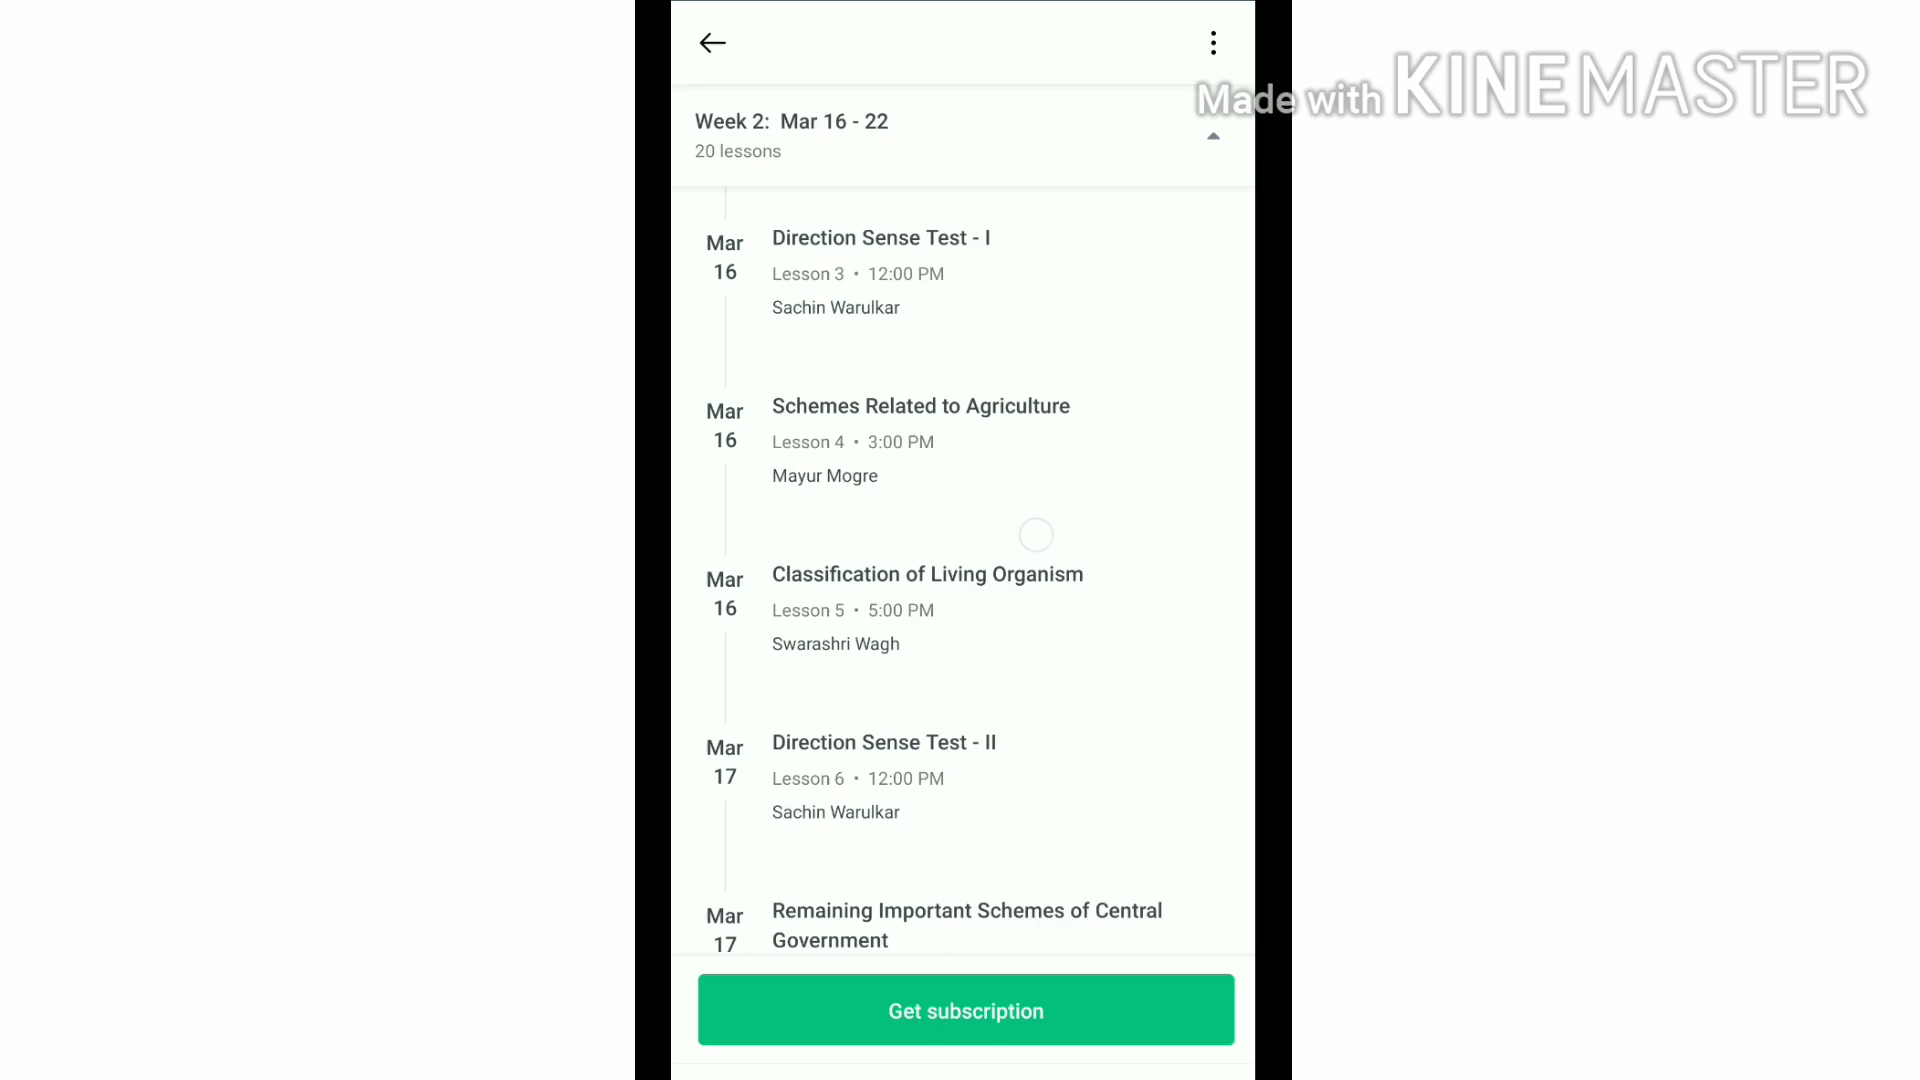 Made with KINEMASTER
Week 2: Mar 16 - 22
20 lessons
Mar
16
Direction Sense Test - I
Lesson 3 • 12:00 PM
Sachin Warulkar
Mar
16
Schemes Related to Agriculture
Lesson 4 • 3:00 PM
Mayur Mogre
Mar
16
Classification of Living Organism
Lesson 5 • 5:00 PM
Swarashri Wagh
Mar
17
Direction Sense Test - II
Lesson 6 • 12:00 PM
Sachin Warulkar
Mar
17
Remaining Important Schemes of Central
Government
Get subscription